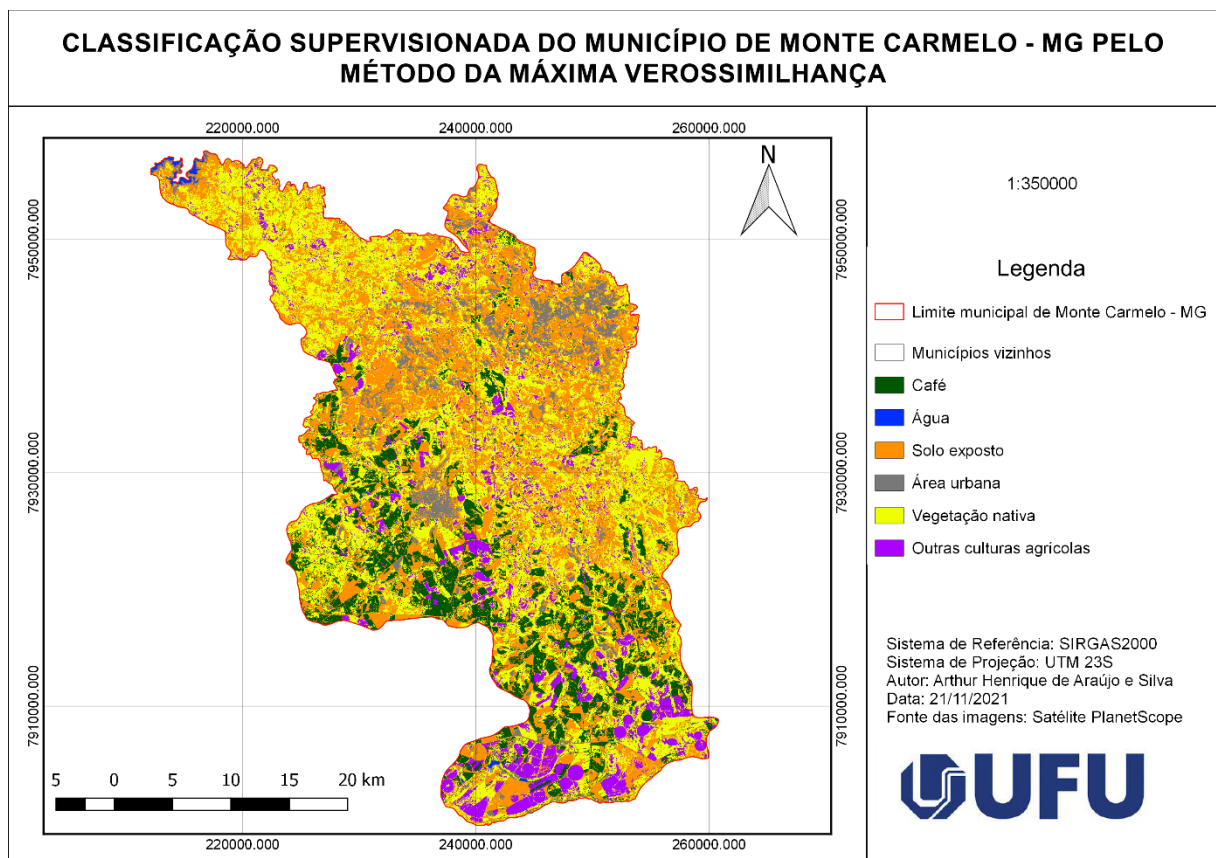 CLASSIFICAÇÃO SUPERVISIONADA DO MUNICÍPIO DE MONTE CARMELO - MG PELO
MÉTODO DA MÁXIMA VEROSSIMILHANÇA
220000.000 240000.000 260000.000
N
7950000.000 7950000.000
7930000.000 7930000.000
7910000.000 7910000.000
5 0 5 10 15 20 km
220000.000 240000.000 260000.000
1:350000
Legenda
Limite municipal de Monte Carmelo - MG
Municípios vizinhos
Café
Água
Solo exposto
Área urbana
Vegetação nativa
Outras culturas agrícolas
Sistema de Referência: SIRGAS2000
Sistema de Projeção: UTM 23S
Autor: Arthur Henrique de Araújo e Silva
Data: 21/11/2021
Fonte das imagens: Satélite PlanetScope
UFU